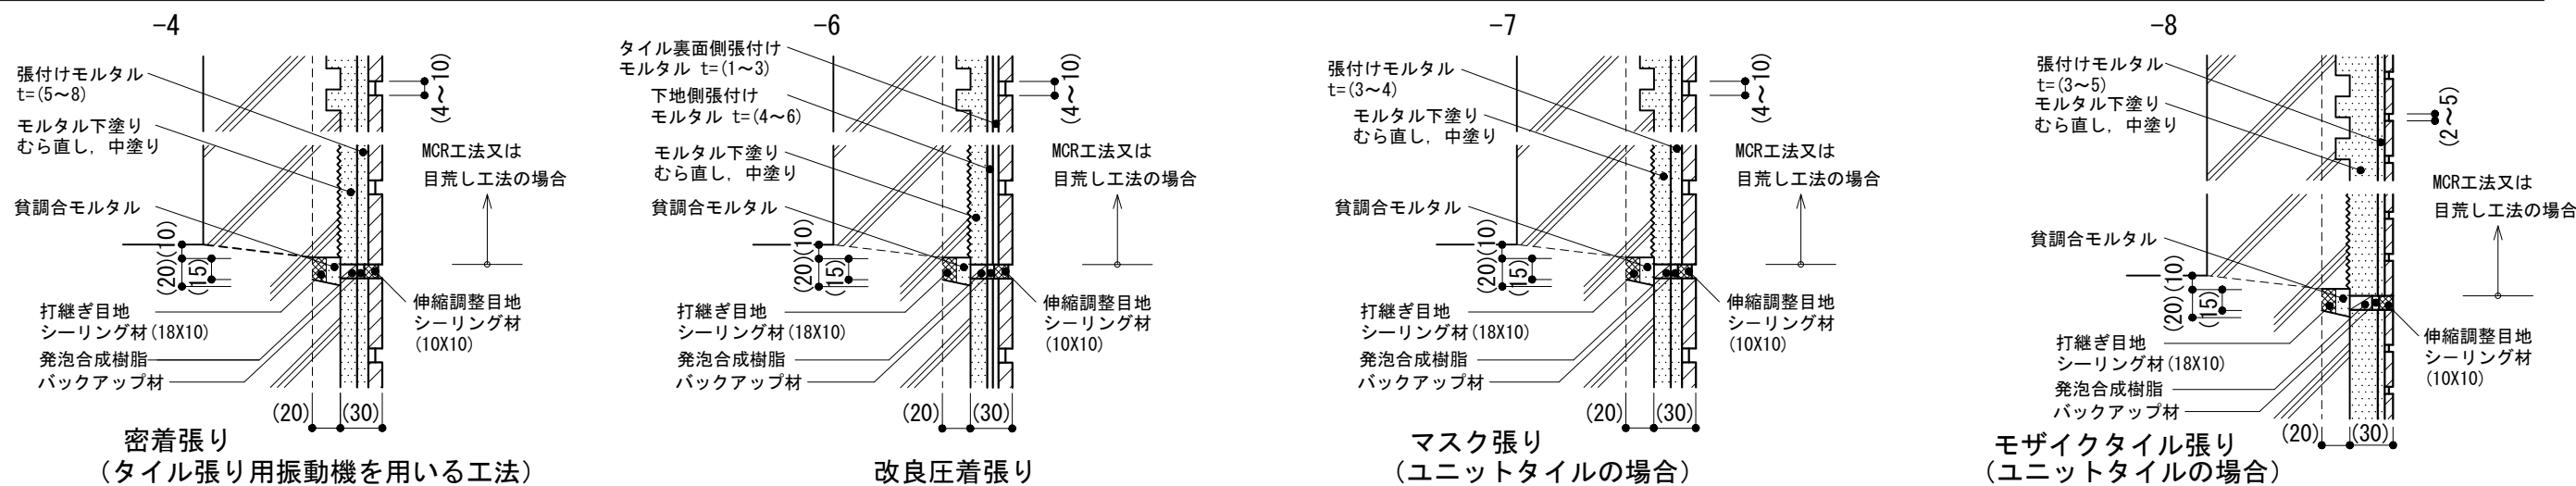 -4
張付けモルタル
t=(5～8)
モルタル下塗り
むら直し，中塗り
貧調合モルタル
(10)
(20)
(15)
打継ぎ目地
シーリング材(18X10)
発泡合成樹脂
バックアップ材
(4～10)
MCR工法又は
目荒し工法の場合
伸縮調整目地
シーリング材
(10X10)
(20)
(30)
密着張り
（タイル張り用振動機を用いる工法）
-6
タイル裏面側張付け
モルタル t=(1～3)
下地側張付け
モルタル t=(4～6)
モルタル下塗り
むら直し，中塗り
貧調合モルタル
(10)
(20)
(15)
打継ぎ目地
シーリング材(18X10)
発泡合成樹脂
バックアップ材
(4～10)
MCR工法又は
目荒し工法の場合
伸縮調整目地
シーリング材
(10X10)
(20)
(30)
改良圧着張り
-7
張付けモルタル
t=(3～4)
モルタル下塗り
むら直し，中塗り
貧調合モルタル
(10)
(20)
(15)
打継ぎ目地
シーリング材(18X10)
発泡合成樹脂
バックアップ材
(4～10)
MCR工法又は
目荒し工法の場合
伸縮調整目地
シーリング材
(10X10)
(20)
(30)
マスク張り
（ユニットタイルの場合）
-8
張付けモルタル
t=(3～5)
モルタル下塗り
むら直し，中塗り
貧調合モルタル
(10)
(20)
(15)
打継ぎ目地
シーリング材(18X10)
発泡合成樹脂
バックアップ材
(2～5)
MCR工法又は
目荒し工法の場合
伸縮調整目地
シーリング材
(10X10)
(20)
(30)
モザイクタイル張り
（ユニットタイルの場合）